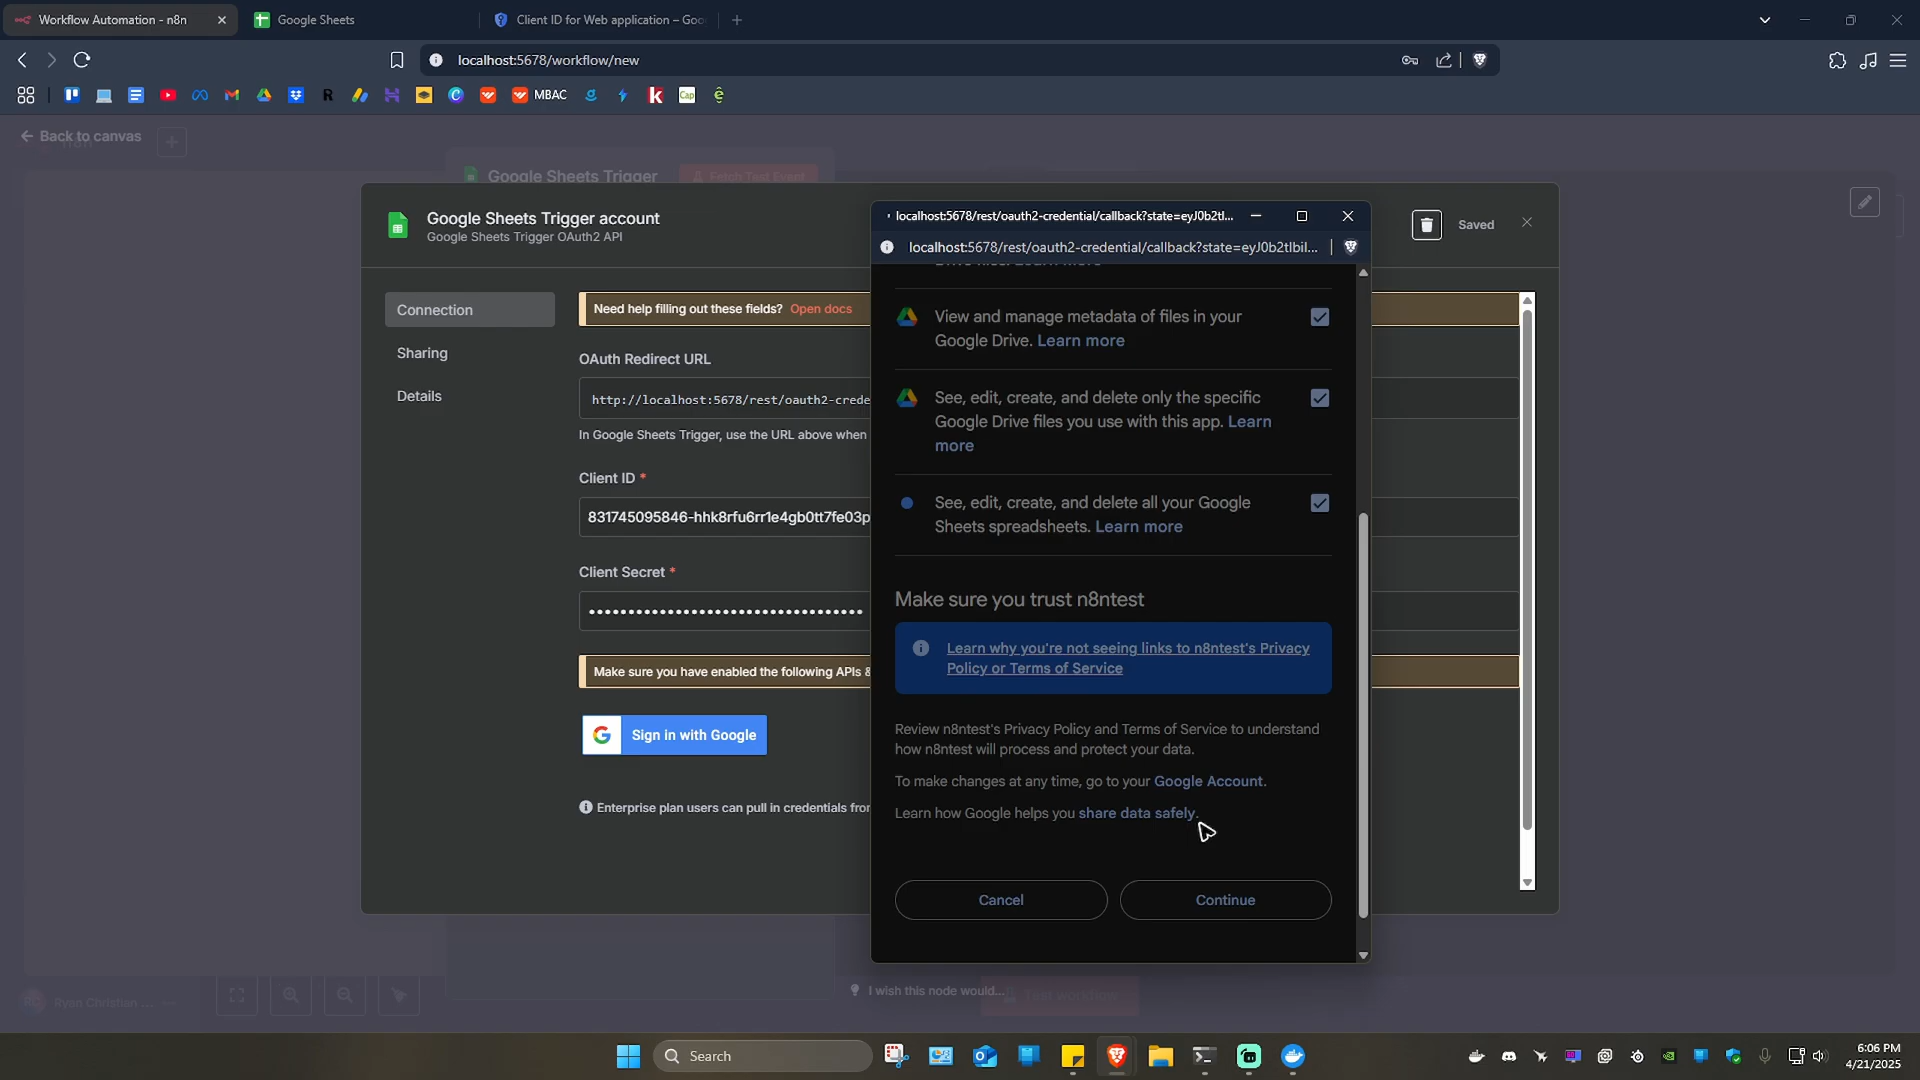 Workflow Automation - n8n
Google Sheets
Client ID for Web application – Goo
localhost:5678/workflow/new
MBAC
Cap
Back to canvas
Google Sheets Trigger
Fetch Test Event
Google Sheets Trigger account
Google Sheets Trigger OAuth2 API
Saved
Connection
Sharing
Details
Need help filling out these fields? Open docs
OAuth Redirect URL
http://localhost:5678/rest/oauth2-crede
In Google Sheets Trigger, use the URL above when
Client ID *
831745095846-hhk8rfu6rr1e4gb0tt7fe03p
Client Secret *
Make sure you have enabled the following APIs &
Sign in with Google
Enterprise plan users can pull in credentials from
localhost:5678/rest/oauth2-credential/callback?state=eyJ0b2tl...
localhost:5678/rest/oauth2-credential/callback?state=eyJ0b2tlbil...
View and manage metadata of files in your
Google Drive. Learn more
See, edit, create, and delete only the specific
Google Drive files you use with this app. Learn
more
See, edit, create, and delete all your Google
Sheets spreadsheets. Learn more
Make sure you trust n8ntest
Learn why you're not seeing links to n8ntest's Privacy
Policy or Terms of Service
Review n8ntest's Privacy Policy and Terms of Service to understand
how n8ntest will process and protect your data.
To make changes at any time, go to your Google Account.
Learn how Google helps you share data safely.
Cancel
Continue
Ryan Christian ...
I wish this node would...
Test workflow
Search
6:06 PM
4/21/2025